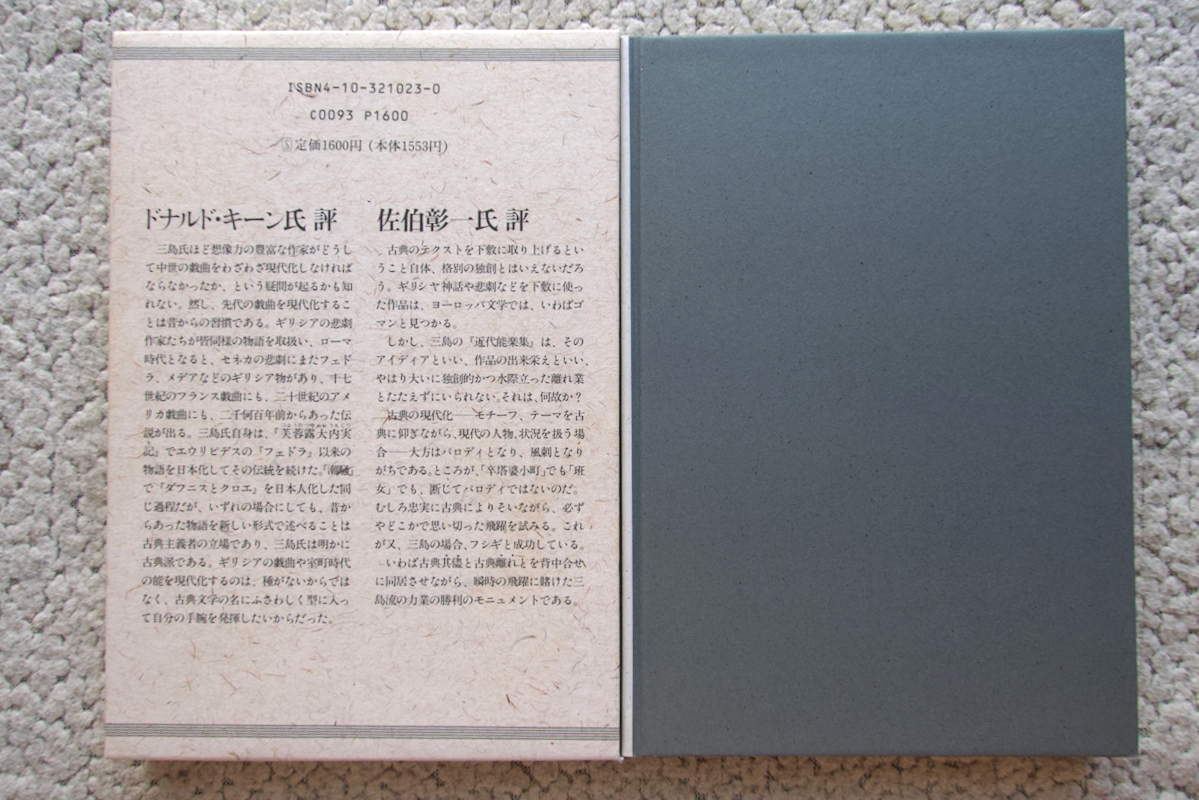 ISBN4-10-321023-0
C0093 P1600
Ⓢ定価1600円(本体1553円)
ドナルド・キーン氏 評
三島氏ほど想像力の豊富な作家がどうし
て中世の戯曲をわざわざ現代化しなければ
ならなかったか、という疑問が起るかも知
れない。然し、先代の戯曲を現代化するこ
とは昔からの習慣である。ギリシアの悲劇
作家たちが皆同様の物語を取扱い、ローマ
時代となると、セネカの悲劇にまたフェド
ラ、メデアなどのギリシア物があり、十七
世紀のフランス戯曲にも、二十世紀のアメ
リカ戯曲にも、二千何百年前からあった伝
説が出る。三島氏自身は、『芙蓉露大内実
記』でエウリピデスの『フェドラ』以来の
物語を日本化してその伝統を続けた。『潮騒』
で『ダフニスとクロエ』を日本人化した同
じ過程だが、いずれの場合にしても、昔か
らあった物語を新しい形式で述べることは
古典主義者の立場であり、三島氏は明かに
古典派である。ギリシアの戯曲や室町時代
の能を現代化するのは、種がないからでは
なく、古典文学の名にふさわしく型に入っ
て自分の手腕を発揮したいからだった。
佐伯彰一氏 評
古典のテクストを下敷に取り上げるとい
うこと自体、格別の独創とはいえないだろ
う。ギリシヤ神話や悲劇などを下敷に使っ
た作品は、ヨーロッパ文学では、いわばゴ
マンと見つかる。
しかし、三島の『近代能楽集』は、その
アイディアといい、作品の出来栄えといい、
やはり大いに独創的かつ水際立った離れ業
とたたえずにいられない。それは、何故か?
古典の現代化――モチーフ、テーマを古
典に仰ぎながら、現代の人物、状況を扱う場
合――大方はパロディとなり、風刺となり
がちである。ところが、「卒塔婆小町」でも「班
女」でも、断じてパロディではないのだ。
むしろ忠実に古典によりそいながら、必ず
やどこかで思い切った飛躍を試みる。これ
が又、三島の場合、フシギと成功している。
いわば古典其儘と古典離れとを背中合せ
に同居させながら、瞬時の飛躍に賭けた三
島流の力業の勝利のモニュメントである。